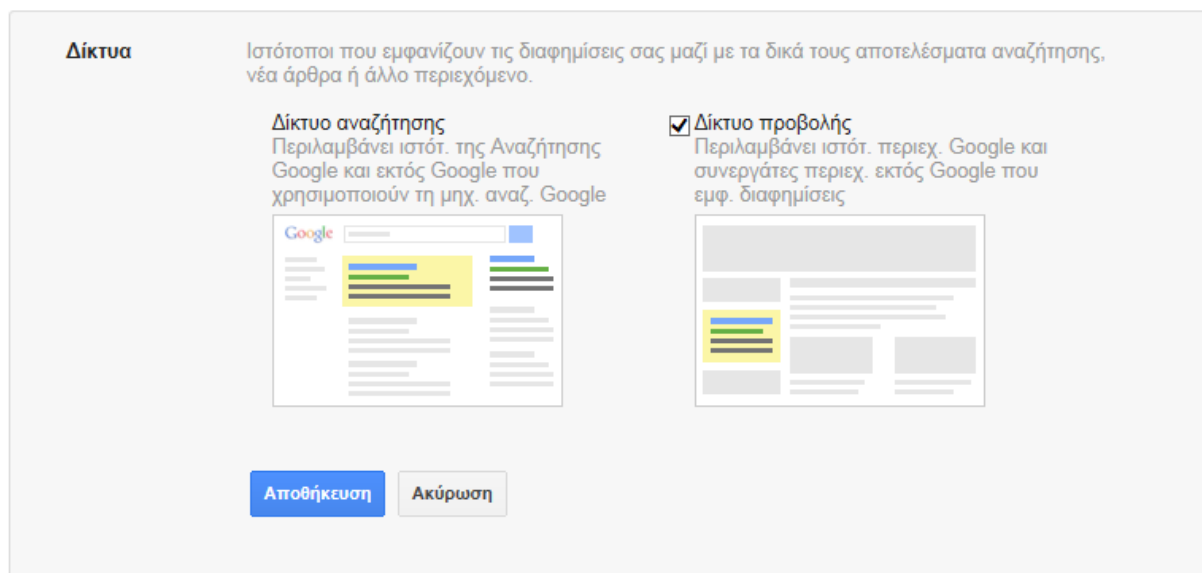 Δίκτυα
Ιστότοποι που εμφανίζουν τις διαφημίσεις σας μαζί με τα δικά τους αποτελέσματα αναζήτησης,
νέα άρθρα ή άλλο περιεχόμενο.
Δίκτυο αναζήτησης
Περιλαμβάνει ιστότ. της Αναζήτησης
Google και εκτός Google που
χρησιμοποιούν τη μηχ. αναζ. Google
Google
Δίκτυο προβολής
Περιλαμβάνει ιστότ. περιεχ. Google και
συνεργάτες περιεχ. εκτός Google που
εμφ. διαφημίσεις
Αποθήκευση
Ακύρωση